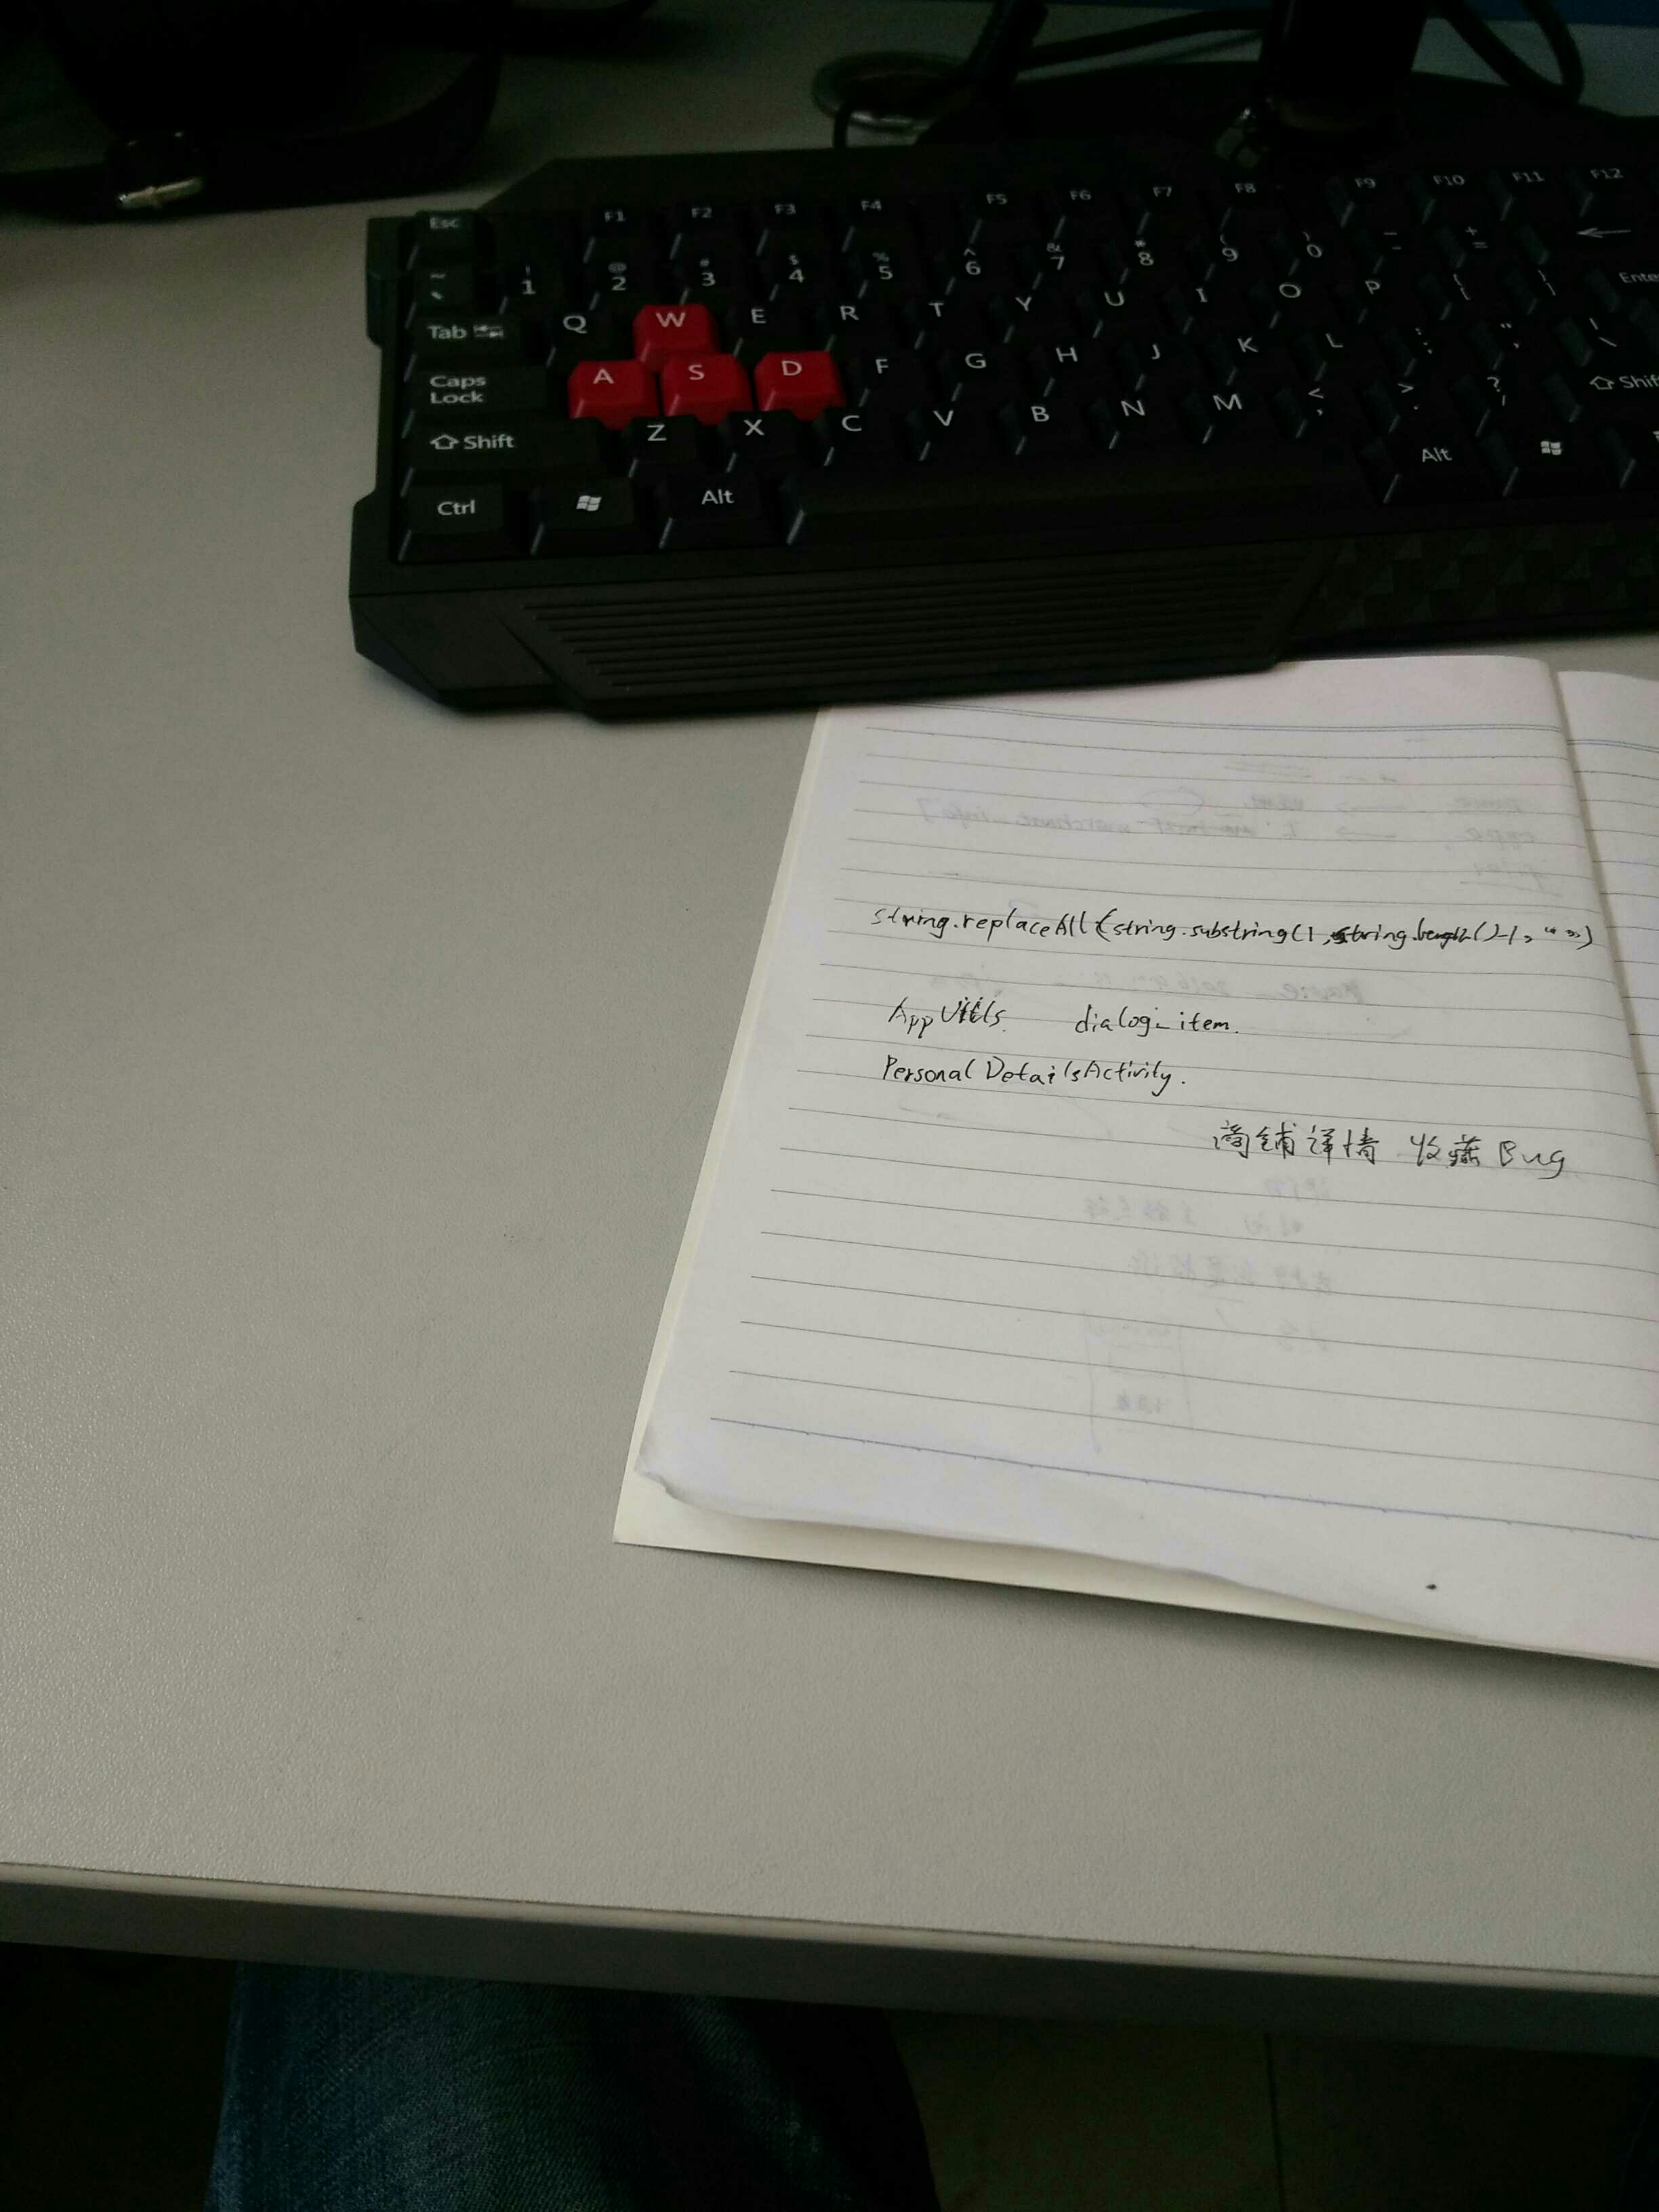 Esc F1 F2 F3 F4 F5 F6 F7 F8 F9 F10 F11 F12
~ ` ! 1 @ 2 # 3 $ 4 % 5 ^ 6 & 7 * 8 ( 9 ) 0 - + = ←
Tab Q W E R T Y U I O P { [ } ] Enter
Caps Lock A S D F G H J K L : ; " ' | \
Shift Z X C V B N M < , > . ? / Shift
Ctrl Alt Alt
string.replaceAll(string.substring(1,string.length()-1,"*")
AppUtils. dialog_item.
PersonalDetailsActivity.
商铺详情 收藏 Bug